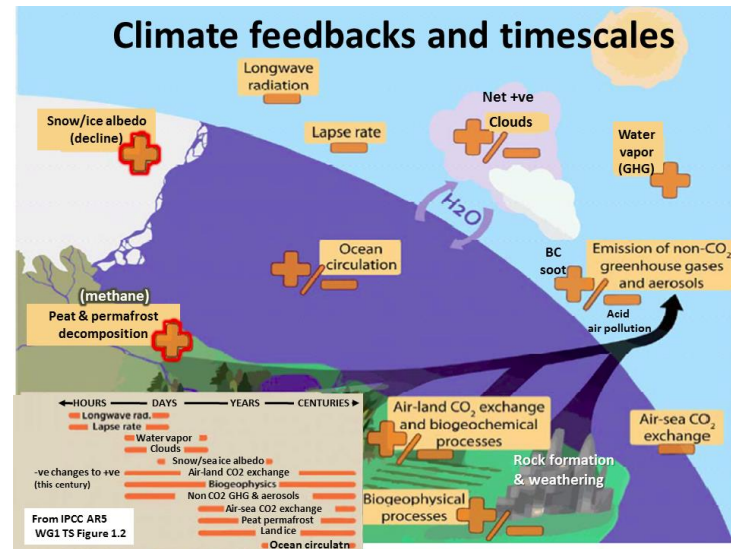 Climate feedbacks and timescales
Longwave
radiation
Snow/ice albedo
(decline)
Lapse rate
Net +ve
Clouds
Water
vapor
(GHG)
H2O
Ocean
circulation
BC
soot
Emission of non-CO₂
greenhouse gases
and aerosols
Acid
air pollution
(methane)
Peat & permafrost
decomposition
HOURS DAYS YEARS CENTURIES
Longwave rad.
Lapse rate
Water vapor
Clouds
Snow/sea ice albedo
-ve changes to +ve
(this century)
Air-land CO2 exchange
Biogeophysics
Non CO2 GHG & aerosols
Air-sea CO2 exchange
Peat permafrost
Land ice
Ocean circulatn
From IPCC AR5
WG1 TS Figure 1.2
Air-land CO₂ exchange
and biogeochemical
processes
Air-sea CO₂
exchange
Rock formation
& weathering
Biogeophysical
processes